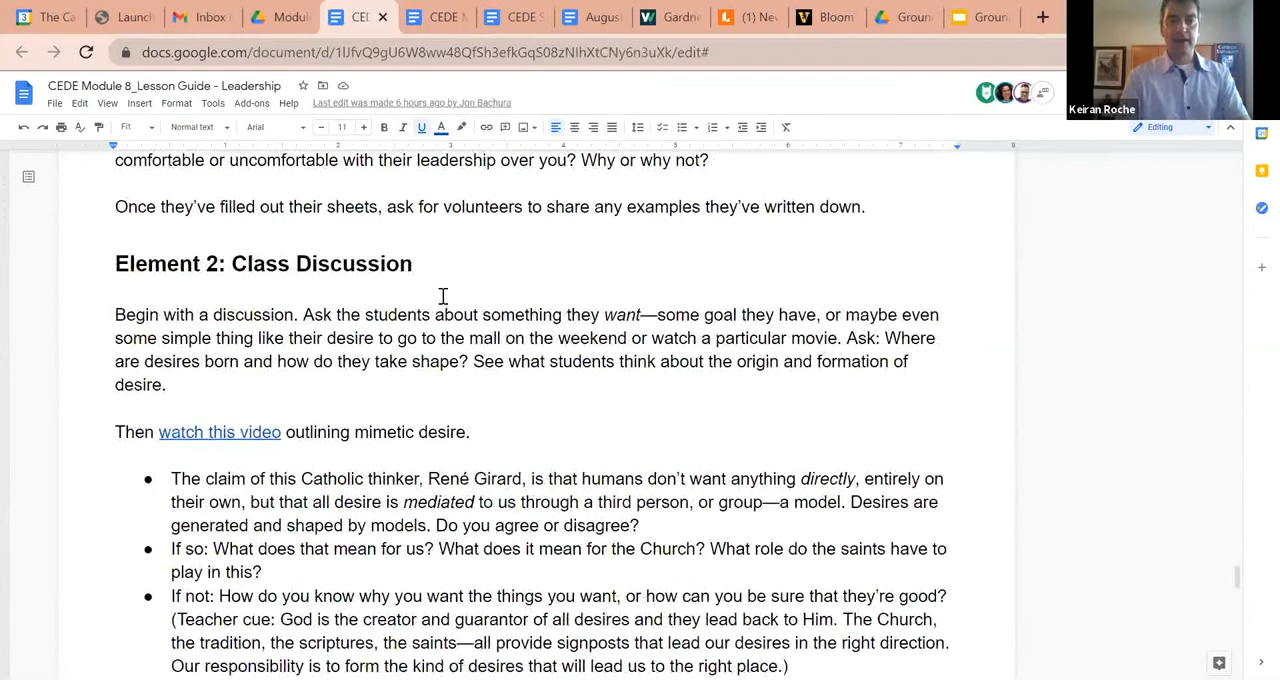 The Ca
Launch
Inbox
Modul
CEDE
CEDE M
CEDE S
August
Gardne
(1) Nev
Bloom
Groun
Groun
docs.google.com/document/d/1lJfvQ9gU6W8ww48QfSh3efkGqS08zNIhXtCNy6n3uXk/edit#
CEDE Module 8_Lesson Guide - Leadership
File Edit View Insert Format Tools Add-ons Help Last edit was made 6 hours ago by Jon Bachura
Keiran Roche
Fit Normal text Arial 11 Editing
comfortable or uncomfortable with their leadership over you? Why or why not?
Once they’ve filled out their sheets, ask for volunteers to share any examples they’ve written down.
Element 2: Class Discussion
Begin with a discussion. Ask the students about something they want—some goal they have, or maybe even
some simple thing like their desire to go to the mall on the weekend or watch a particular movie. Ask: Where
are desires born and how do they take shape? See what students think about the origin and formation of
desire.
Then watch this video outlining mimetic desire.
● The claim of this Catholic thinker, René Girard, is that humans don’t want anything directly, entirely on
their own, but that all desire is mediated to us through a third person, or group—a model. Desires are
generated and shaped by models. Do you agree or disagree?
● If so: What does that mean for us? What does it mean for the Church? What role do the saints have to
play in this?
● If not: How do you know why you want the things you want, or how can you be sure that they’re good?
(Teacher cue: God is the creator and guarantor of all desires and they lead back to Him. The Church,
the tradition, the scriptures, the saints—all provide signposts that lead our desires in the right direction.
Our responsibility is to form the kind of desires that will lead us to the right place.)